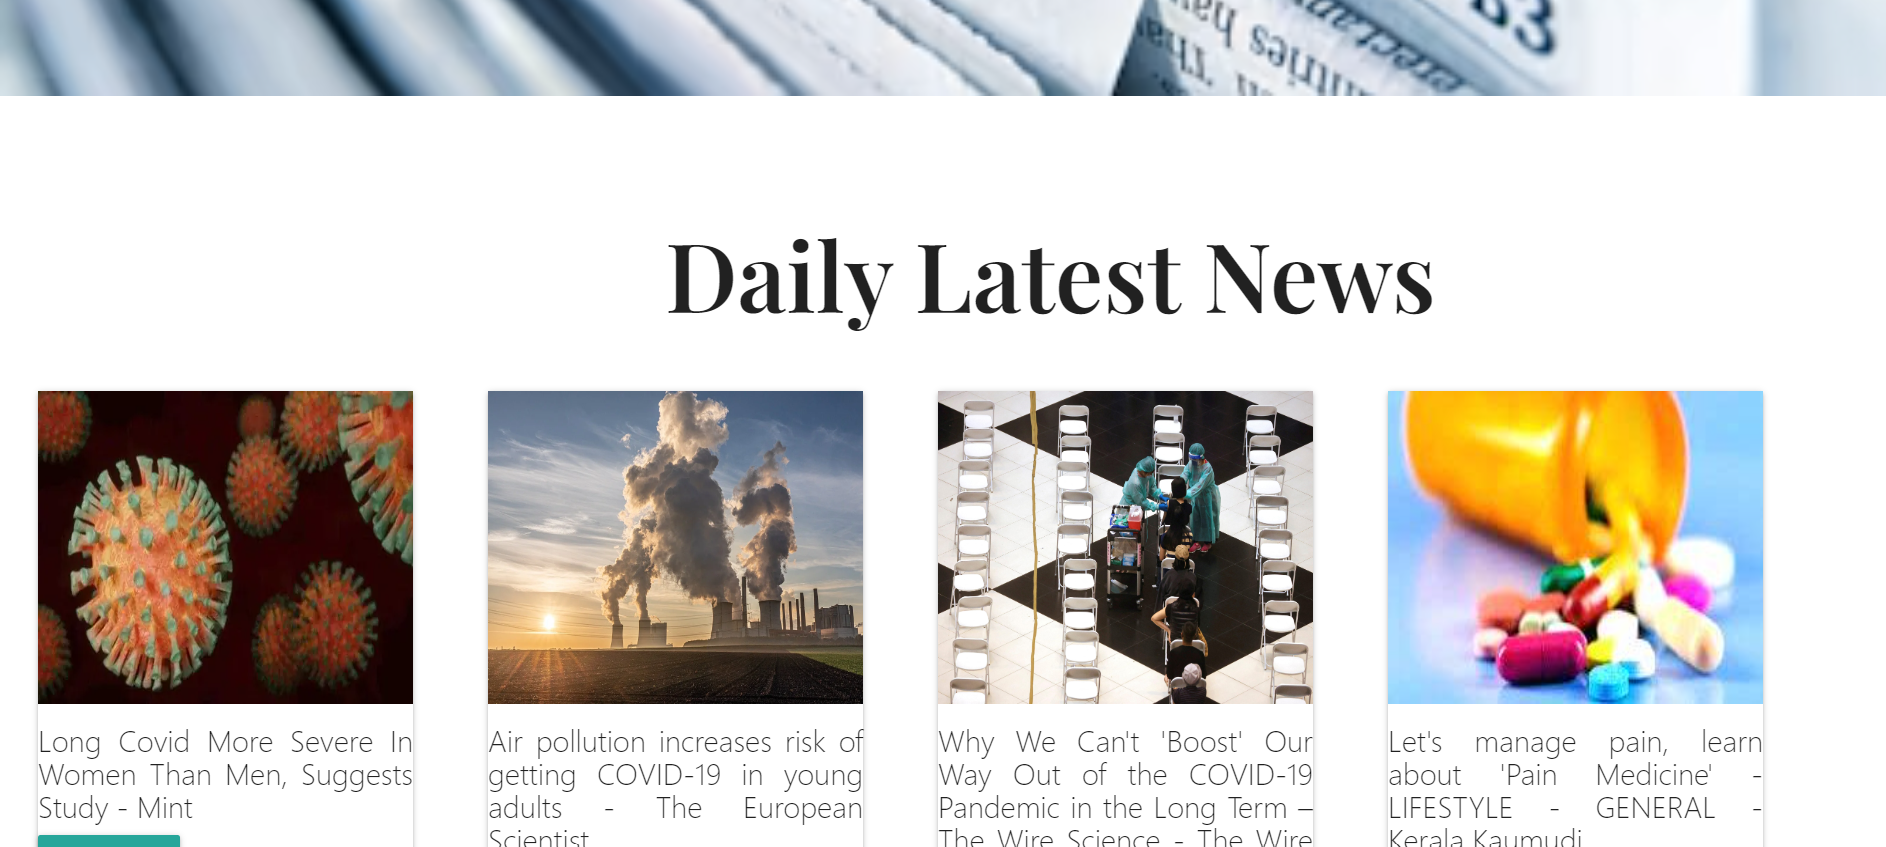 Daily Latest News
Long Covid More Severe In
Women Than Men, Suggests
Study - Mint
Air pollution increases risk of
getting COVID-19 in young
adults - The European
Scientist
Why We Can't 'Boost' Our
Way Out of the COVID-19
Pandemic in the Long Term –
The Wire Science - The Wire
Let's manage pain, learn
about 'Pain Medicine' -
LIFESTYLE - GENERAL -
Kerala Kaumudi